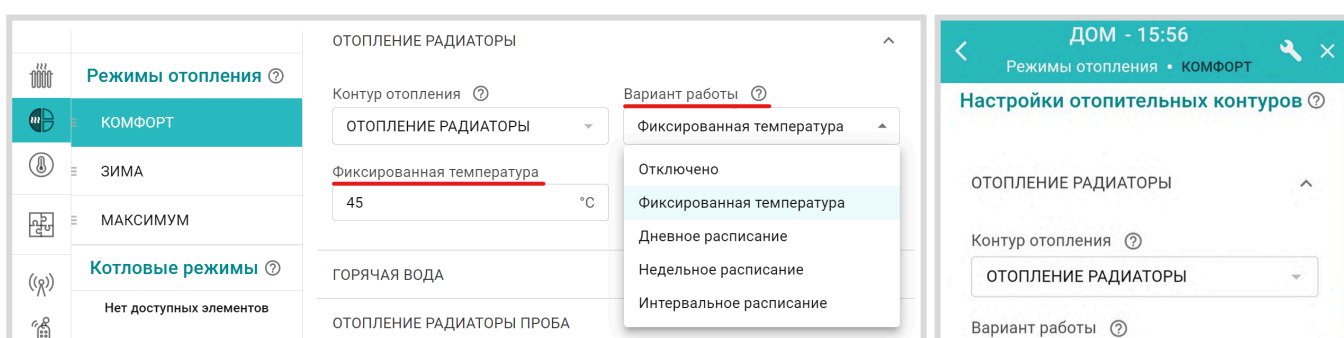 ОТОПЛЕНИЕ РАДИАТОРЫ
Режимы отопления
КОМФОРТ
ЗИМА
МАКСИМУМ
Котловые режимы
Нет доступных элементов
Контур отопления
ОТОПЛЕНИЕ РАДИАТОРЫ
Вариант работы
Фиксированная температура
Фиксированная температура
45 °C
Отключено
Фиксированная температура
Дневное расписание
Недельное расписание
Интервальное расписание
ГОРЯЧАЯ ВОДА
ОТОПЛЕНИЕ РАДИАТОРЫ ПРОБА
ДОМ - 15:56
Режимы отопления • КОМФОРТ
Настройки отопительных контуров
ОТОПЛЕНИЕ РАДИАТОРЫ
Контур отопления
ОТОПЛЕНИЕ РАДИАТОРЫ
Вариант работы